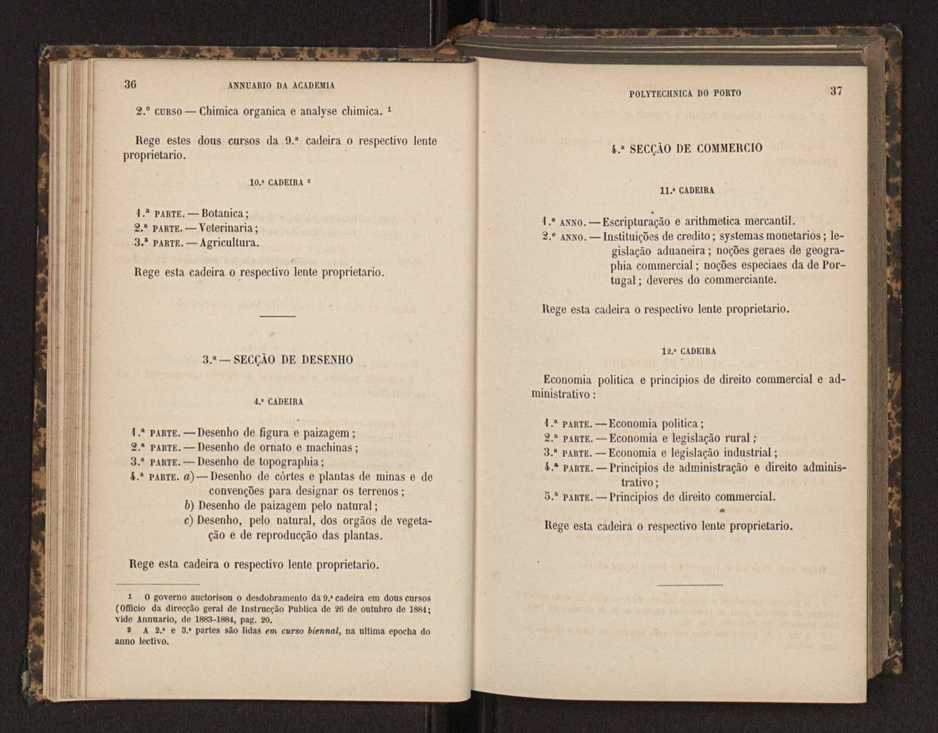 36
ANNUARIO DA ACADEMIA
2.º CURSO — Chimica organica e analyse chimica. ¹
Rege estes dous cursos da 9.ª cadeira o respectivo lente
proprietario.
10.ª CADEIRA ²
1.ª PARTE. — Botanica;
2.ª PARTE. — Veterinaria;
3.ª PARTE. — Agricultura.
Rege esta cadeira o respectivo lente proprietario.
3.ª — SECÇÃO DE DESENHO
4.ª CADEIRA
1.ª PARTE. — Desenho de figura e paizagem;
2.ª PARTE. — Desenho de ornato e machinas;
3.ª PARTE. — Desenho de topographia;
4.ª PARTE. a) — Desenho de córtes e plantas de minas e de
convenções para designar os terrenos;
b) Desenho de paizagem pelo natural;
c) Desenho, pelo natural, dos orgãos de vegeta-
ção e de reproducção das plantas.
Rege esta cadeira o respectivo lente proprietario.
1 O governo auctorisou o desdobramento da 9.ª cadeira em dous cursos
(Officio da direcção geral de Instrucção Publica de 26 de outubro de 1884;
vide Annuario, de 1883-1884, pag. 20.
2 A 2.ª e 3.ª partes são lidas em curso biennal, na ultima epocha do
anno lectivo.
POLYTECHNICA DO PORTO
37
4.ª SECÇÃO DE COMMERCIO
11.ª CADEIRA
1.º ANNO. — Escripturação e arithmetica mercantil.
2.º ANNO. — Instituições de credito; systemas monetarios; le-
gislação aduaneira; noções geraes de geogra-
phia commercial; noções especiaes da de Por-
tugal; deveres do commerciante.
Rege esta cadeira o respectivo lente proprietario.
12.ª CADEIRA
Economia politica e principios de direito commercial e ad-
ministrativo:
1.ª PARTE. — Economia politica;
2.ª PARTE. — Economia e legislação rural;
3.ª PARTE. — Economia e legislação industrial;
4.ª PARTE. — Principios de administração e direito adminis-
trativo;
5.ª PARTE. — Principios de direito commercial.
Rege esta cadeira o respectivo lente proprietario.